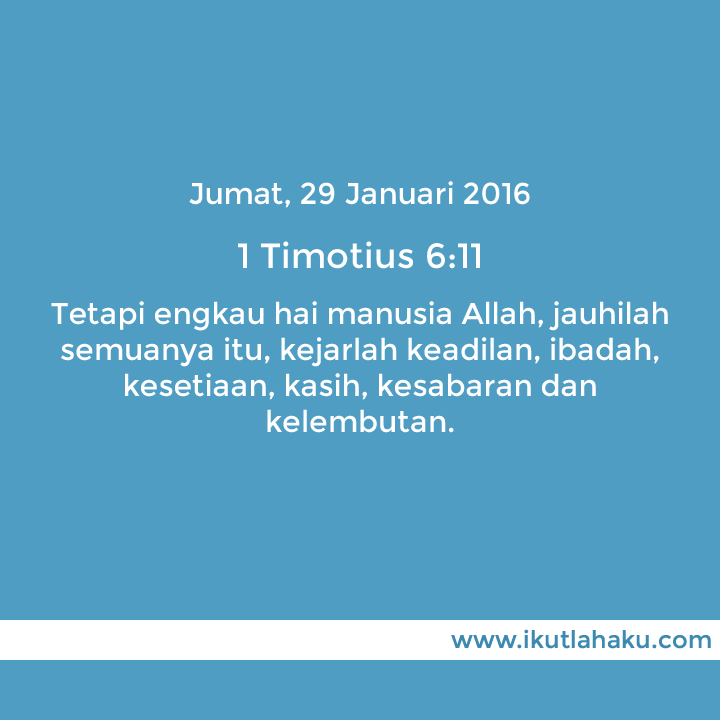 Jumat, 29 Januari 2016
1 Timotius 6:11
Tetapi engkau hai manusia Allah, jauhilah
semuanya itu, kejarlah keadilan, ibadah,
kesetiaan, kasih, kesabaran dan
kelembutan.
www.ikutlahaku.com